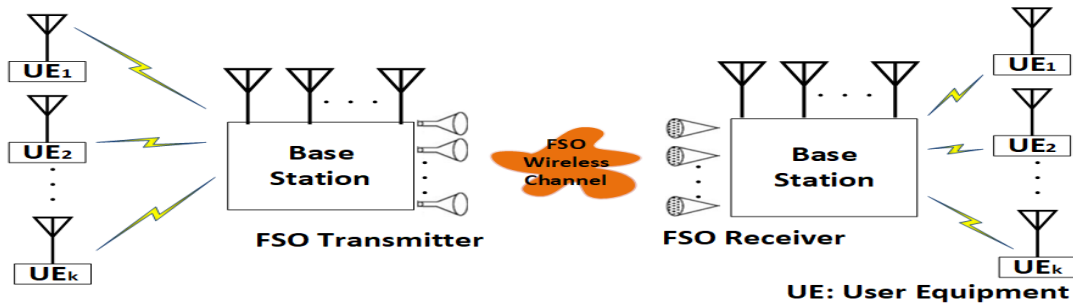 UE1
UE2
UEk
Base
Station
FSO Transmitter
FSO
Wireless
Channel
Base
Station
FSO Receiver
UE1
UE2
UEk
UE: User Equipment